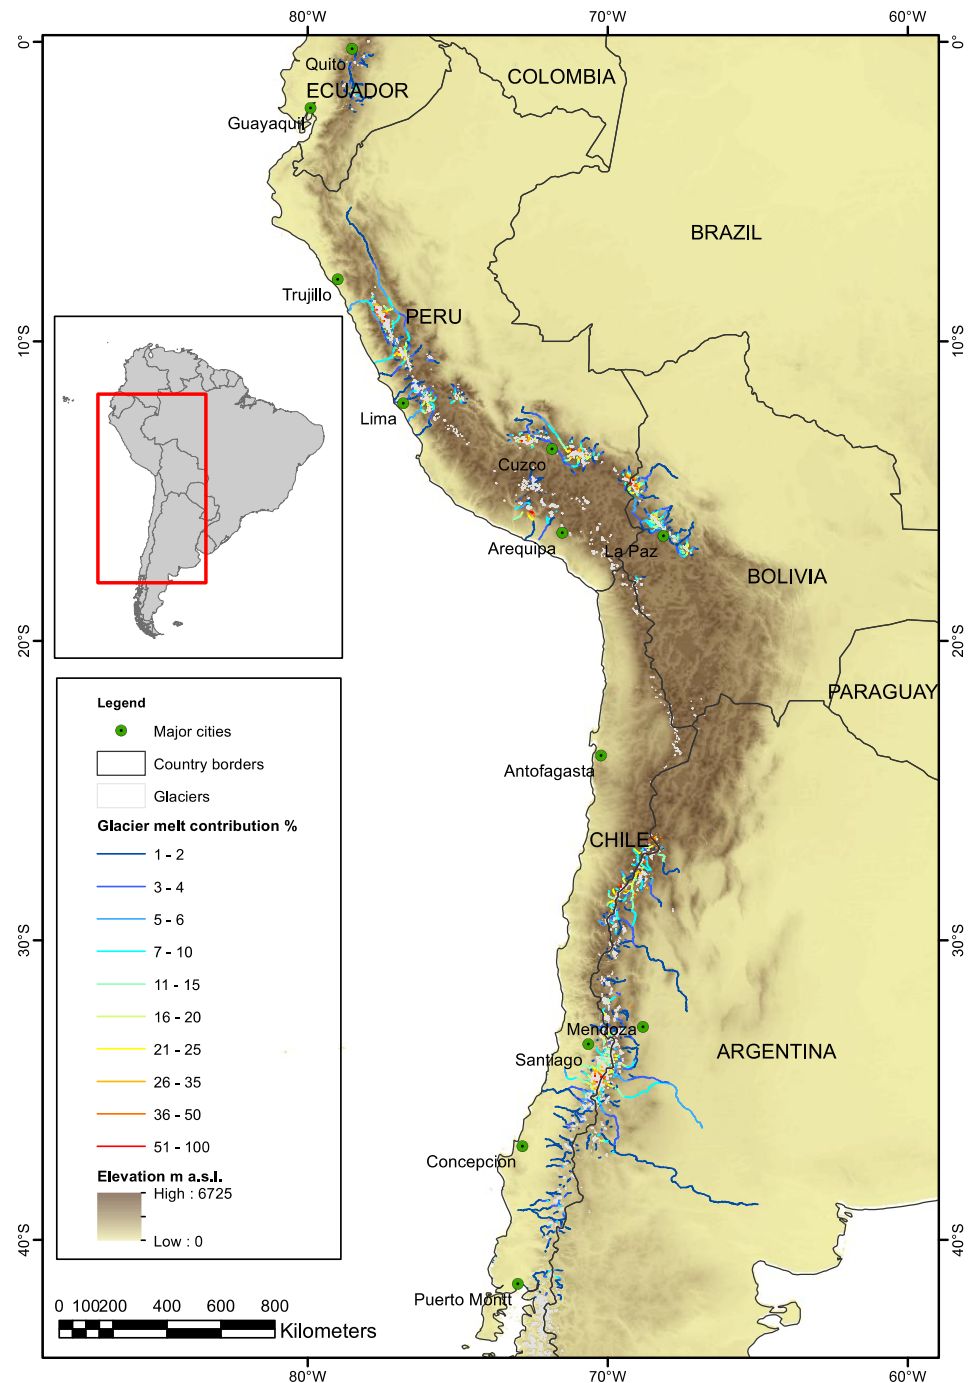 80°W 70°W 60°W
0° 0°
Quito
ECUADOR
COLOMBIA
Guayaquil
BRAZIL
Trujillo
PERU
10°S 10°S
Lima
Cuzco
Arequipa
La Paz
BOLIVIA
20°S 20°S
PARAGUAY
Antofagasta
CHILE
30°S 30°S
Mendoza
Santiago
ARGENTINA
Concepción
40°S 40°S
Puerto Montt
Legend
Major cities
Country borders
Glaciers
Glacier melt contribution %
1 - 2
3 - 4
5 - 6
7 - 10
11 - 15
16 - 20
21 - 25
26 - 35
36 - 50
51 - 100
Elevation m a.s.l.
High : 6725
Low : 0
0 100200 400 600 800
Kilometers
80°W 70°W 60°W